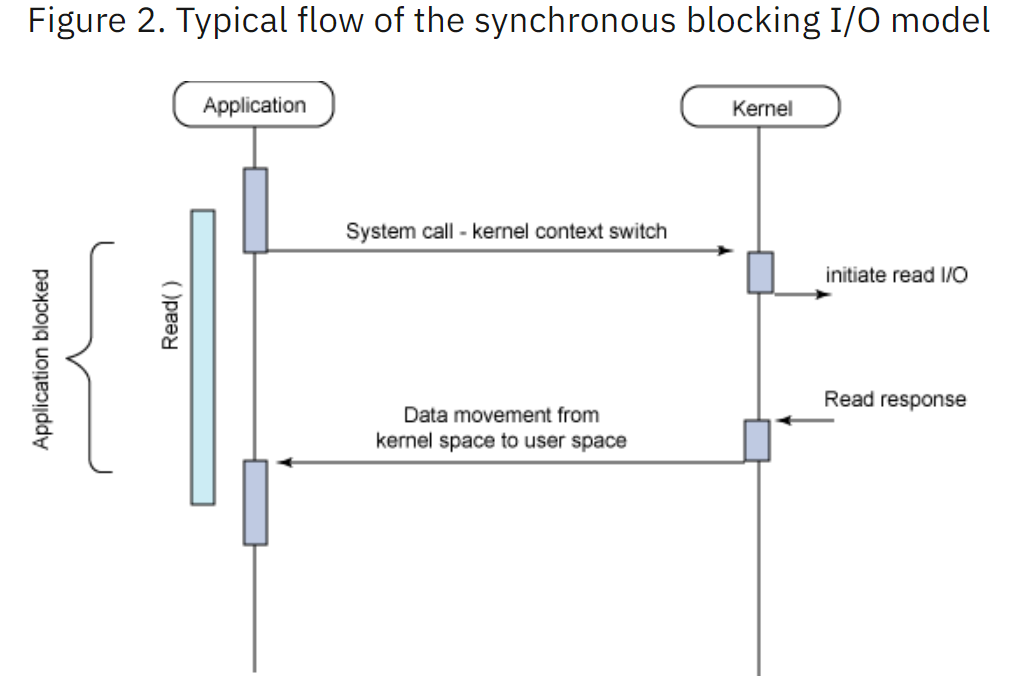 Figure 2. Typical flow of the synchronous blocking I/O model
Application
Kernel
System call - kernel context switch
initiate read I/O
Application blocked
Read( )
Read response
Data movement from
kernel space to user space